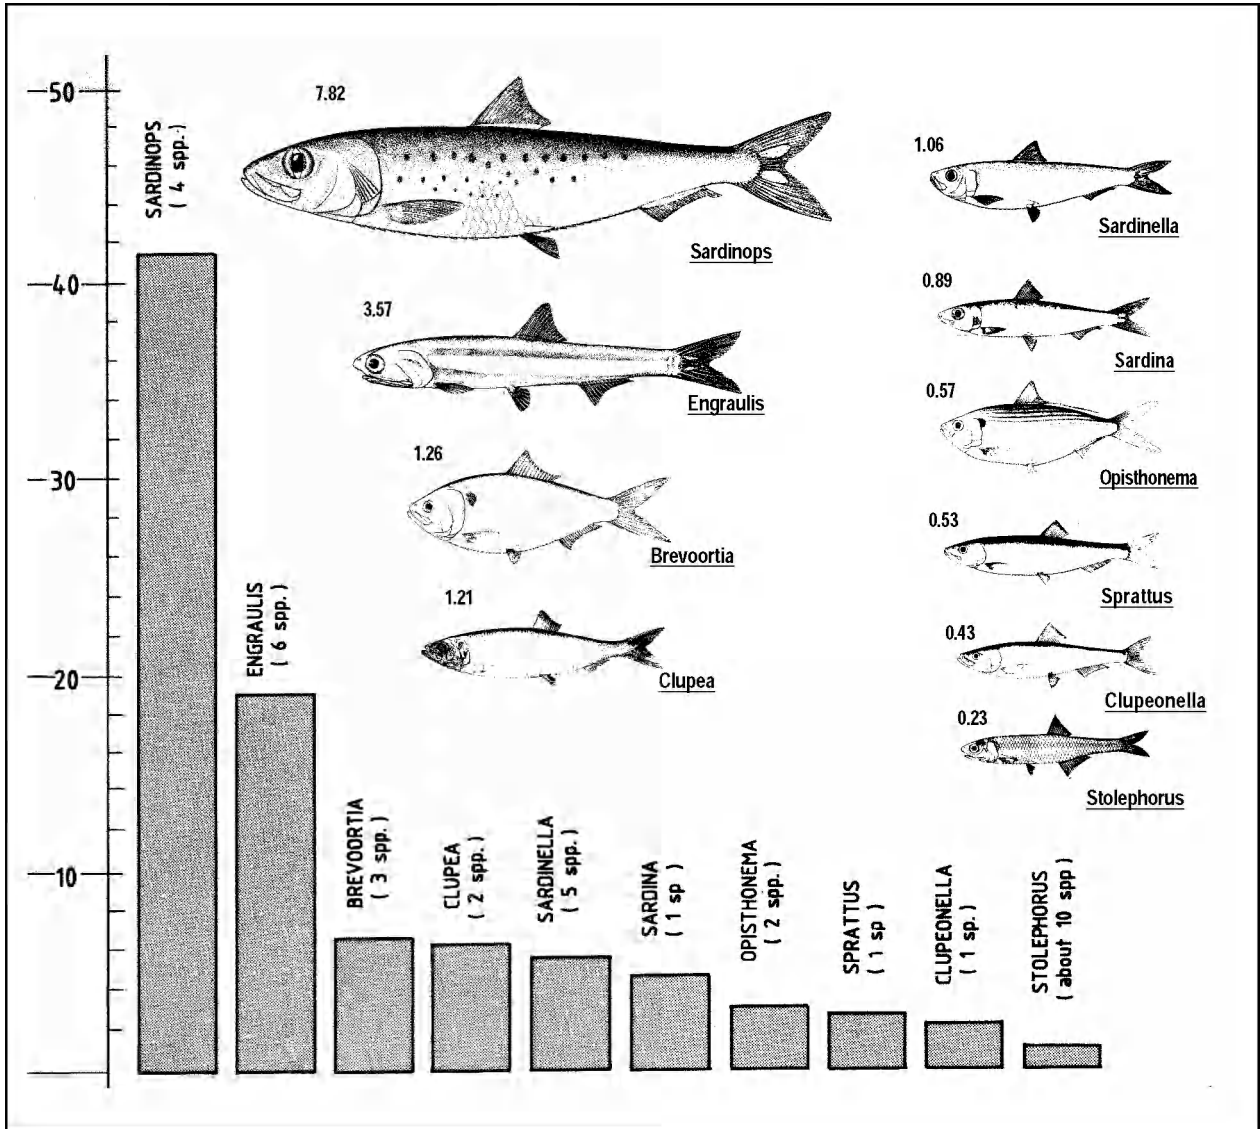 50
40
30
20
10
SARDINOPS
( 4 spp. )
ENGRAULIS
( 6 spp. )
BREVOORTIA
( 3 spp. )
CLUPEA
( 2 spp. )
SARDINELLA
( 5 spp. )
SARDINA
( 1 sp )
OPISTHONEMA
( 2 spp. )
SPRATTUS
( 1 sp )
CLUPEONELLA
( 1 sp. )
STOLEPHORUS
( about 10 spp )
7.82
Sardinops
3.57
Engraulis
1.26
Brevoortia
1.21
Clupea
1.06
Sardinella
0.89
Sardina
0.57
Opisthonema
0.53
Sprattus
0.43
Clupeonella
0.23
Stolephorus